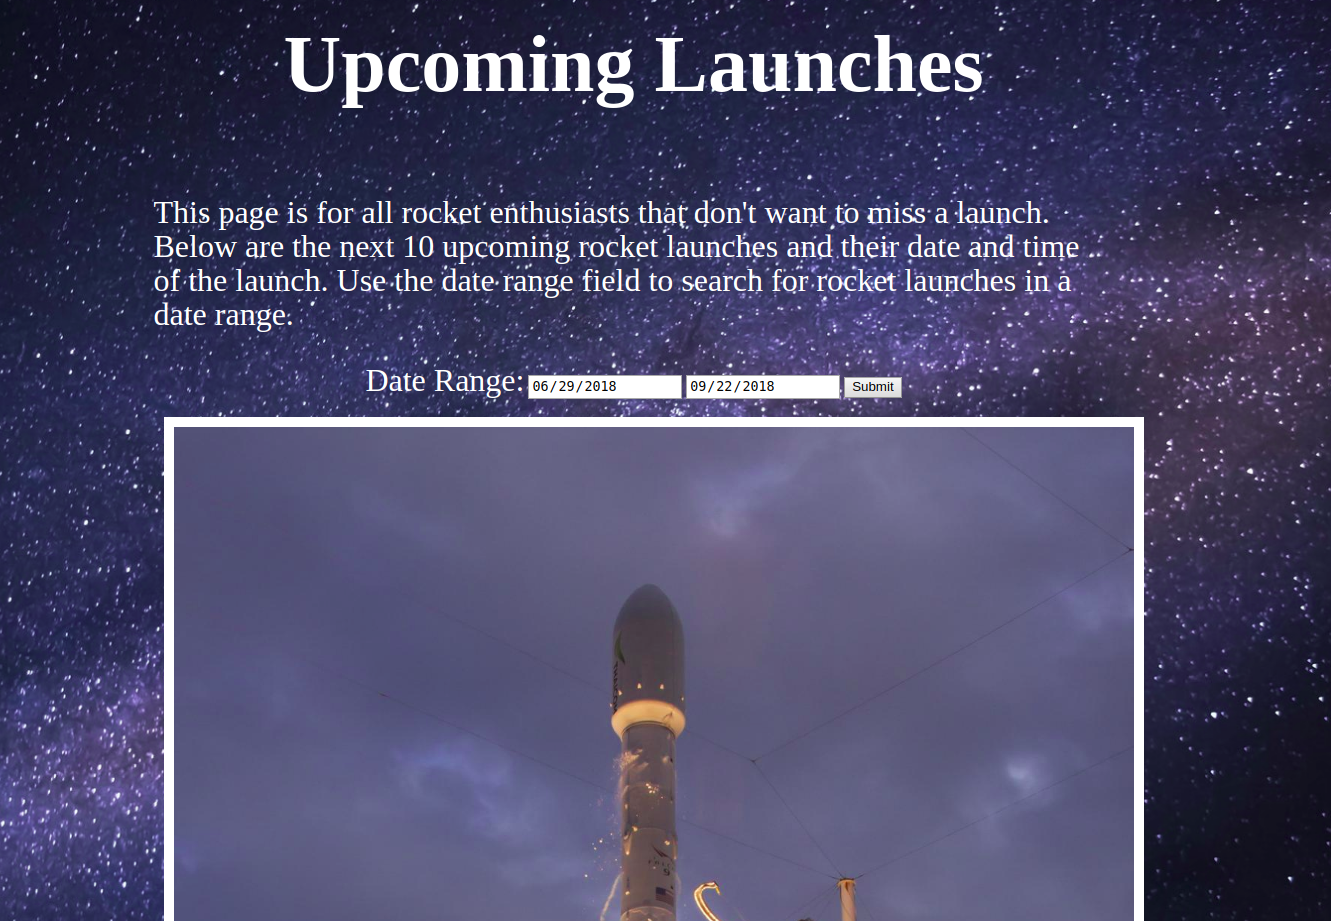 Upcoming Launches
This page is for all rocket enthusiasts that don't want to miss a launch.
Below are the next 10 upcoming rocket launches and their date and time
of the launch. Use the date range field to search for rocket launches in a
date range.
Date Range: 06/29/2018 09/22/2018 Submit